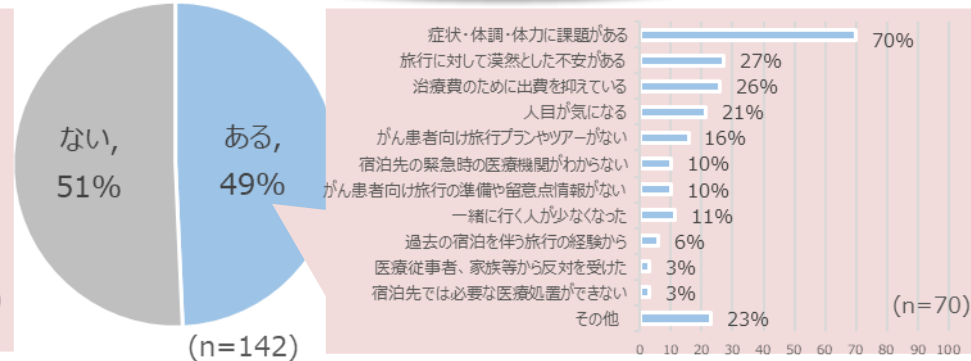 ない,
51%
ある,
49%
(n=142)
症状・体調・体力に課題がある 70%
旅行に対して漠然とした不安がある 27%
治療費のために出費を抑えている 26%
人目が気になる 21%
がん患者向け旅行プランやツアーがない 16%
宿泊先の緊急時の医療機関がわからない 10%
がん患者向け旅行の準備や留意点情報がない 10%
一緒に行く人が少なくなった 11%
過去の宿泊を伴う旅行の経験から 6%
医療従事者、家族等から反対を受けた 3%
宿泊先では必要な医療処置ができない 3%
その他 23%
(n=70)
0 10 20 30 40 50 60 70 80 90 100